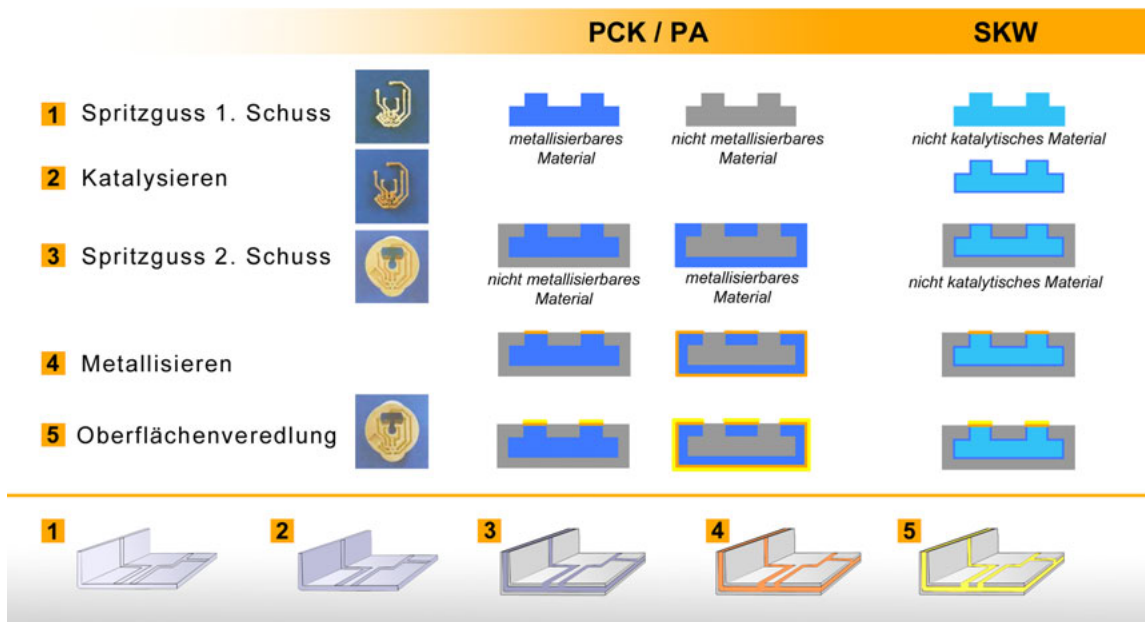 PCK / PA
SKW
1 Spritzguss 1. Schuss
metallisierbares
Material
nicht metallisierbares
Material
nicht katalytisches Material
2 Katalysieren
3 Spritzguss 2. Schuss
nicht metallisierbares
Material
metallisierbares
Material
nicht katalytisches Material
4 Metallisieren
5 Oberflächenveredlung
1
2
3
4
5